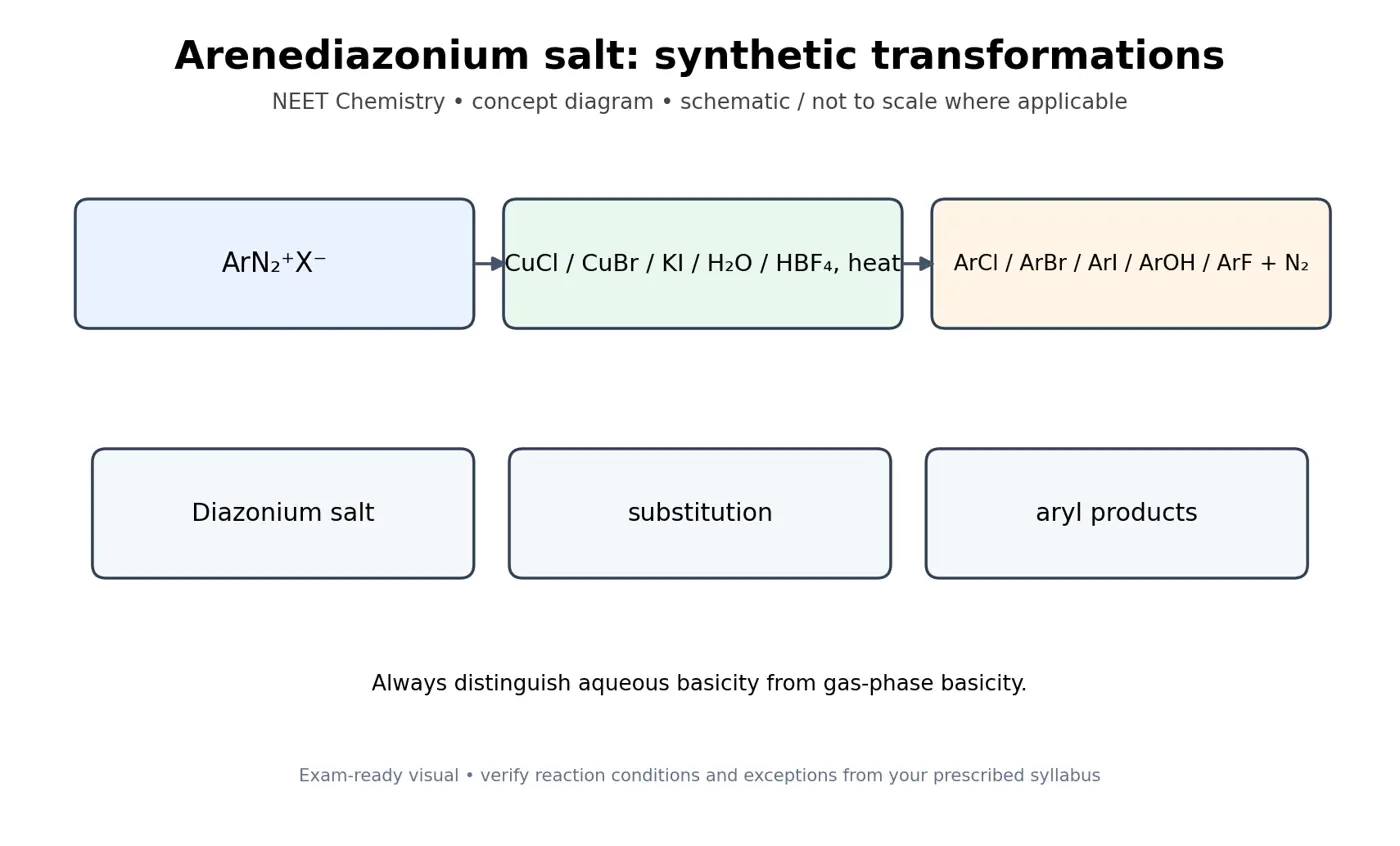 Arenediazonium salt: synthetic transformations
NEET Chemistry • concept diagram • schematic / not to scale where applicable
ArN₂⁺X⁻
CuCl / CuBr / KI / H₂O / HBF₄, heat
ArCl / ArBr / ArI / ArOH / ArF + N₂
Diazonium salt
substitution
aryl products
Always distinguish aqueous basicity from gas-phase basicity.
Exam-ready visual • verify reaction conditions and exceptions from your prescribed syllabus